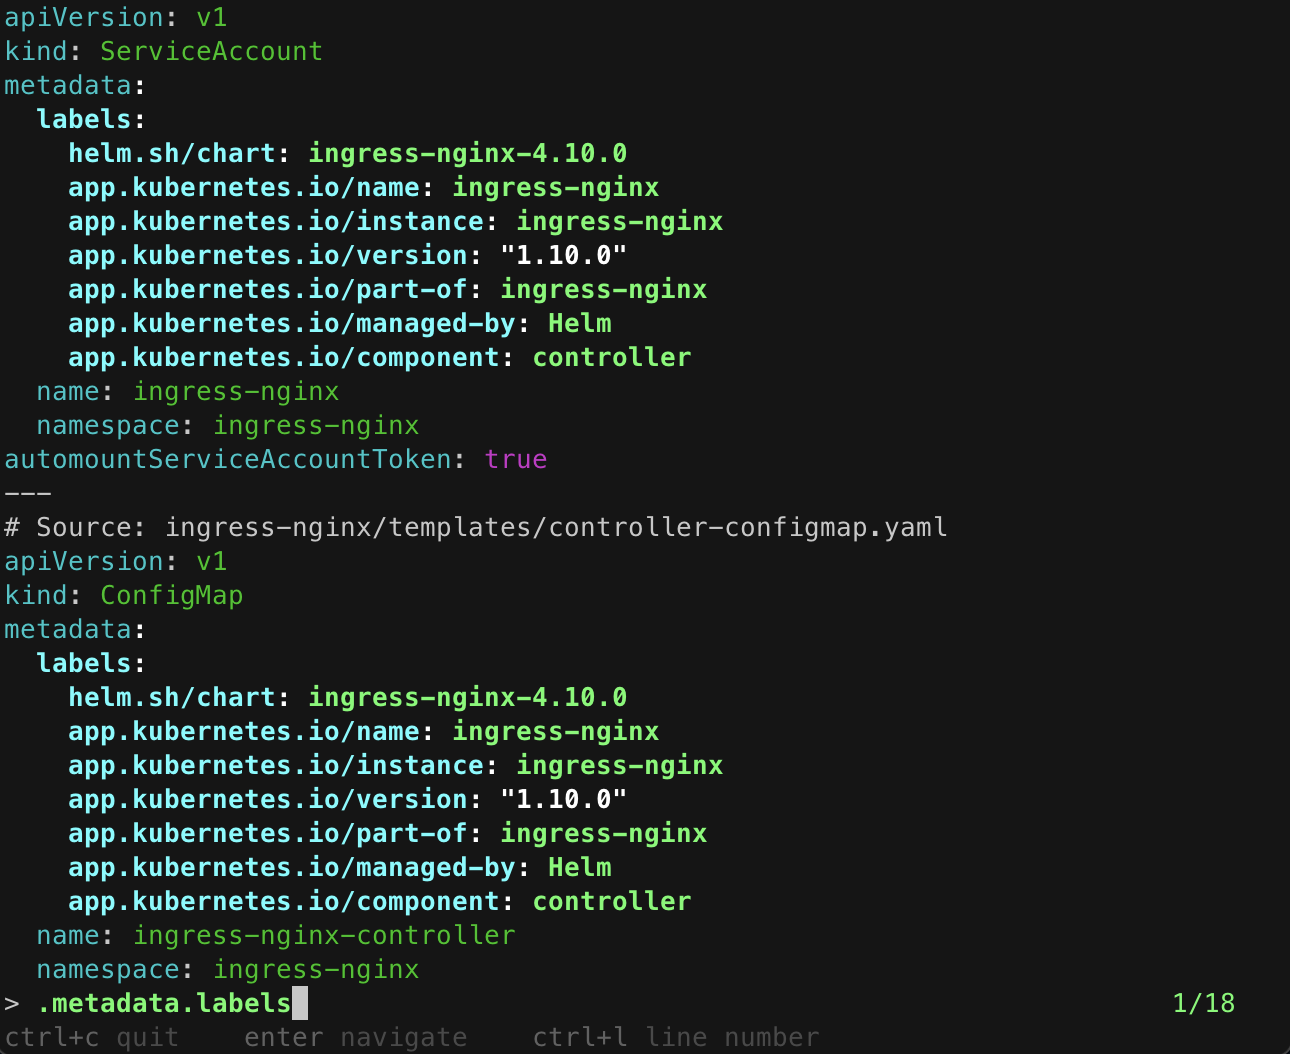 apiVersion: v1
kind: ServiceAccount
metadata:
  labels:
    helm.sh/chart: ingress-nginx-4.10.0
    app.kubernetes.io/name: ingress-nginx
    app.kubernetes.io/instance: ingress-nginx
    app.kubernetes.io/version: "1.10.0"
    app.kubernetes.io/part-of: ingress-nginx
    app.kubernetes.io/managed-by: Helm
    app.kubernetes.io/component: controller
  name: ingress-nginx
  namespace: ingress-nginx
automountServiceAccountToken: true
---
# Source: ingress-nginx/templates/controller-configmap.yaml
apiVersion: v1
kind: ConfigMap
metadata:
  labels:
    helm.sh/chart: ingress-nginx-4.10.0
    app.kubernetes.io/name: ingress-nginx
    app.kubernetes.io/instance: ingress-nginx
    app.kubernetes.io/version: "1.10.0"
    app.kubernetes.io/part-of: ingress-nginx
    app.kubernetes.io/managed-by: Helm
    app.kubernetes.io/component: controller
  name: ingress-nginx-controller
  namespace: ingress-nginx
> .metadata.labels 1/18
ctrl+c quit    enter navigate    ctrl+l line number